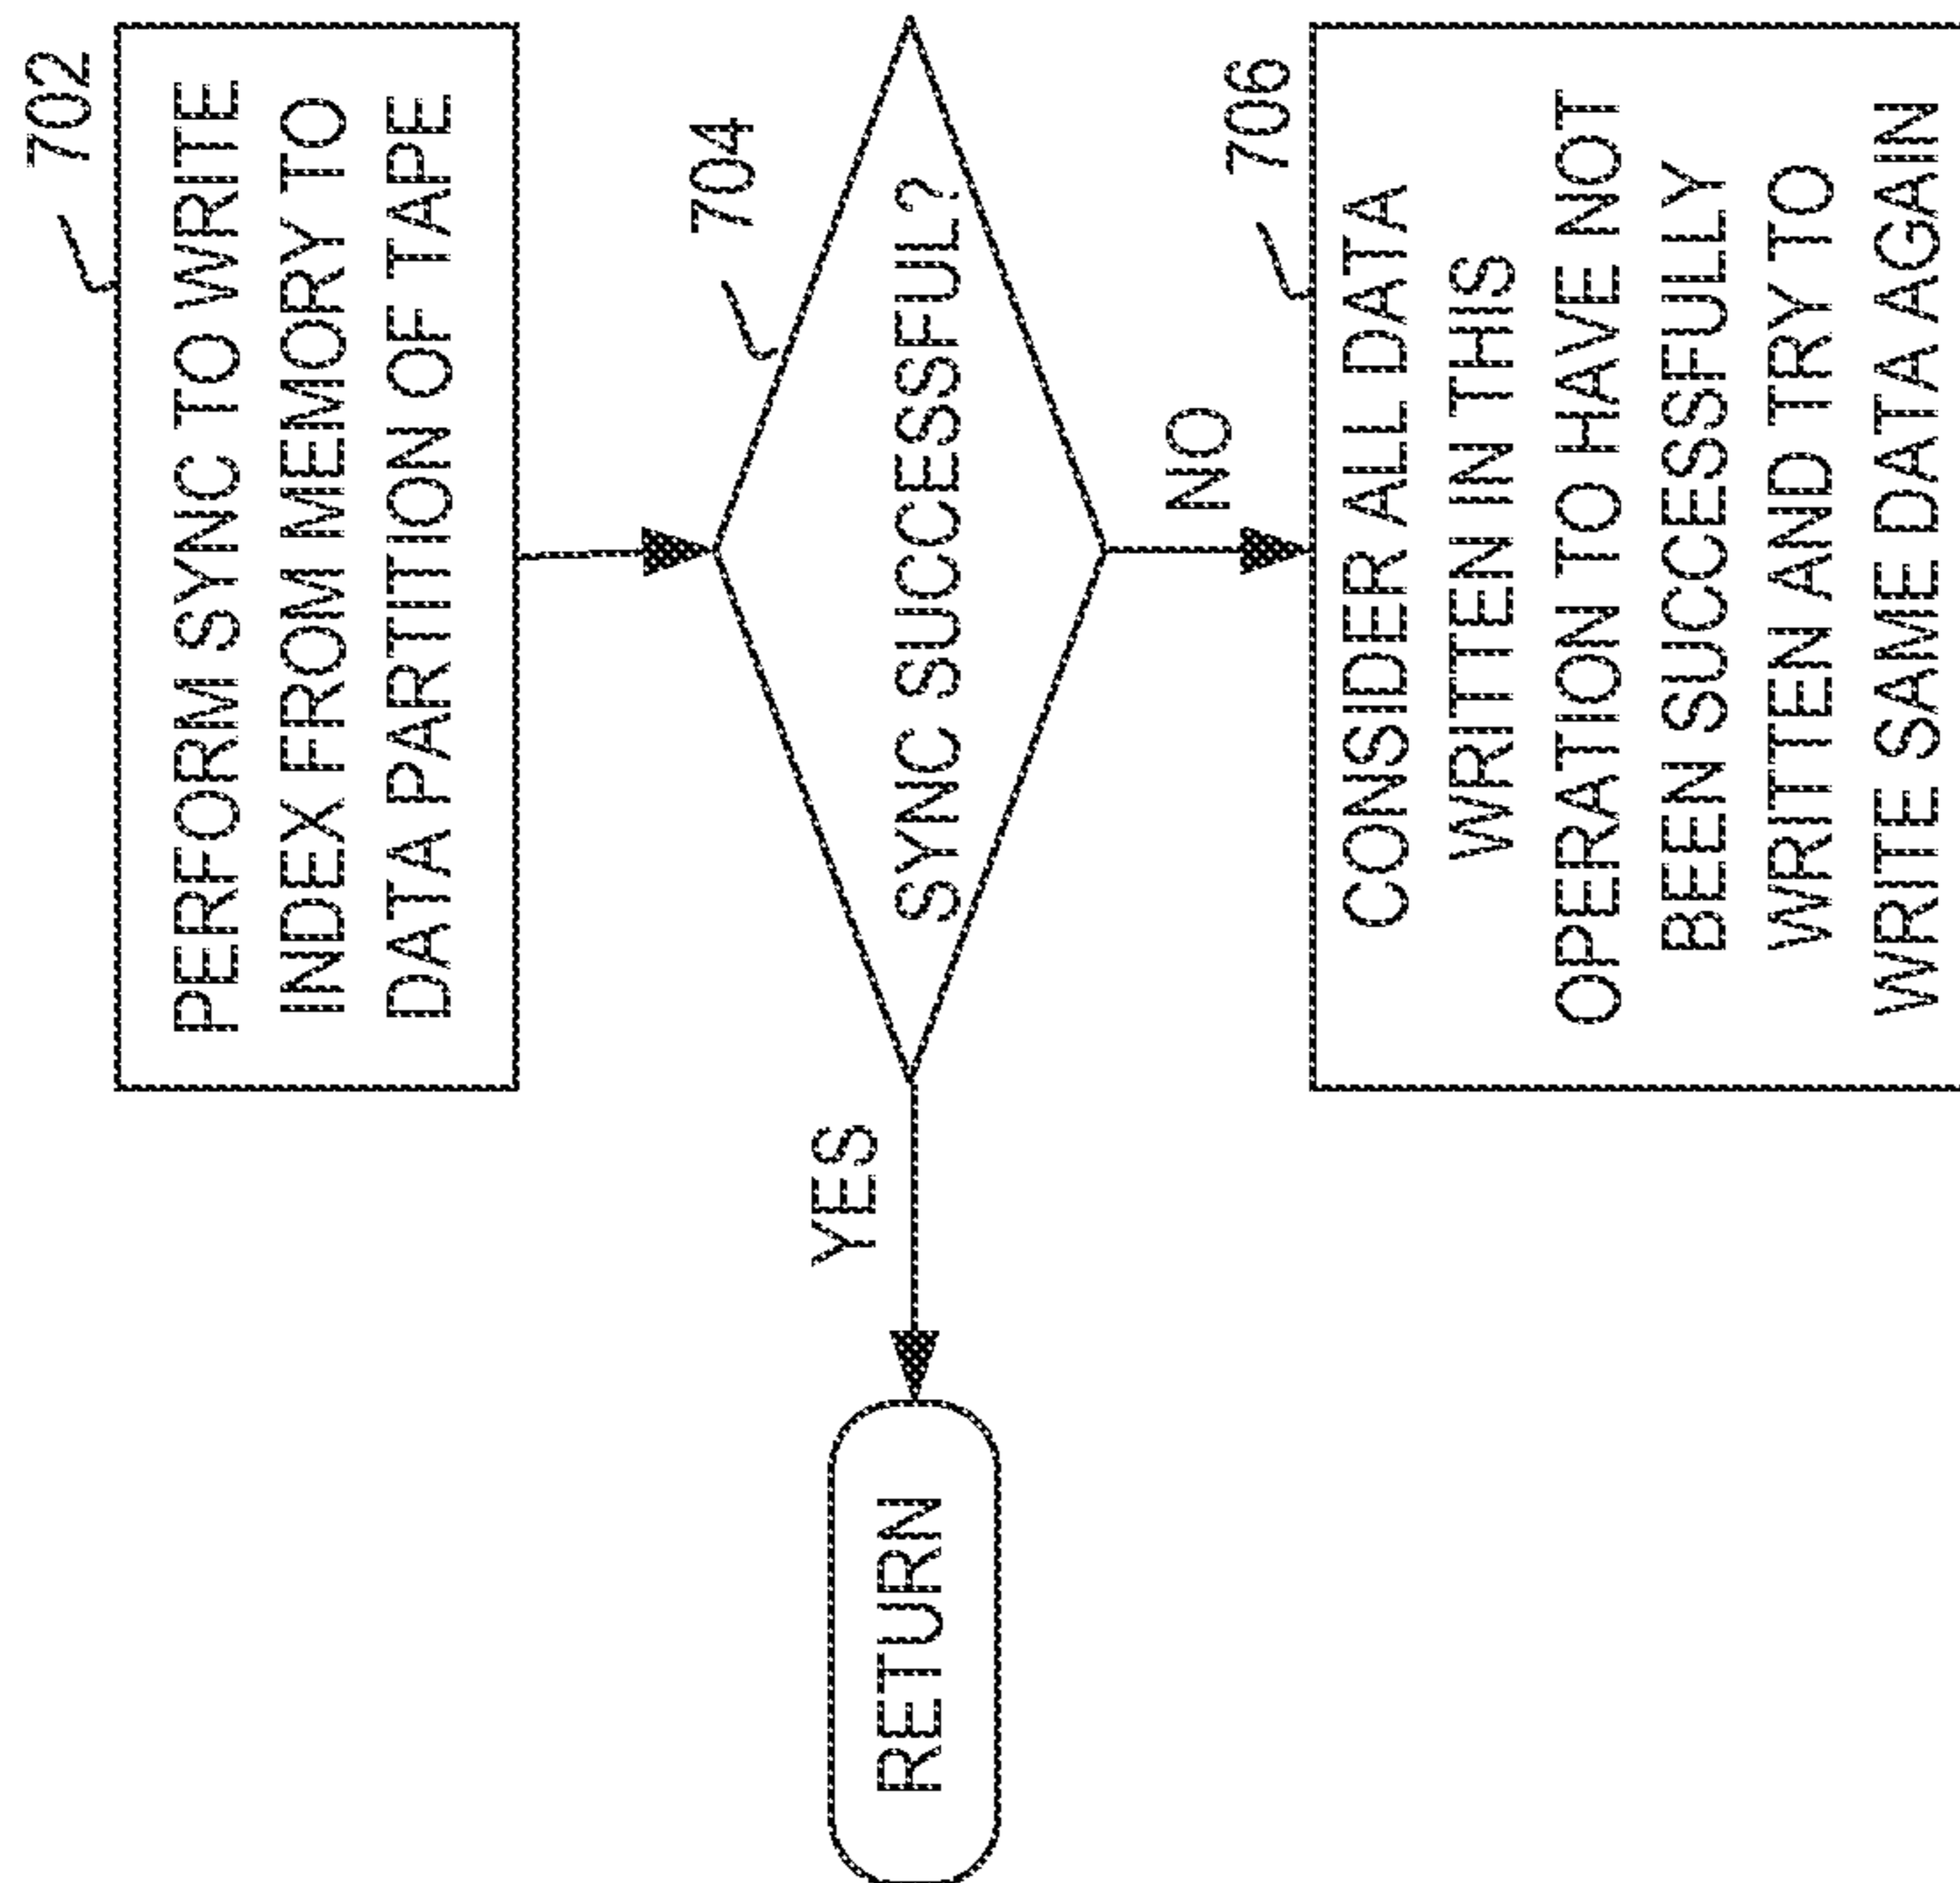 702
PERFORM SYNC TO WRITE
INDEX FROM MEMORY TO
DATA PARTITION OF TAPE
704
SYNC SUCCESSFUL?
YES
RETURN
NO
706
CONSIDER ALL DATA
WRITTEN IN THIS
OPERATION TO HAVE NOT
BEEN SUCCESSFULLY
WRITTEN AND TRY TO
WRITE SAME DATA AGAIN